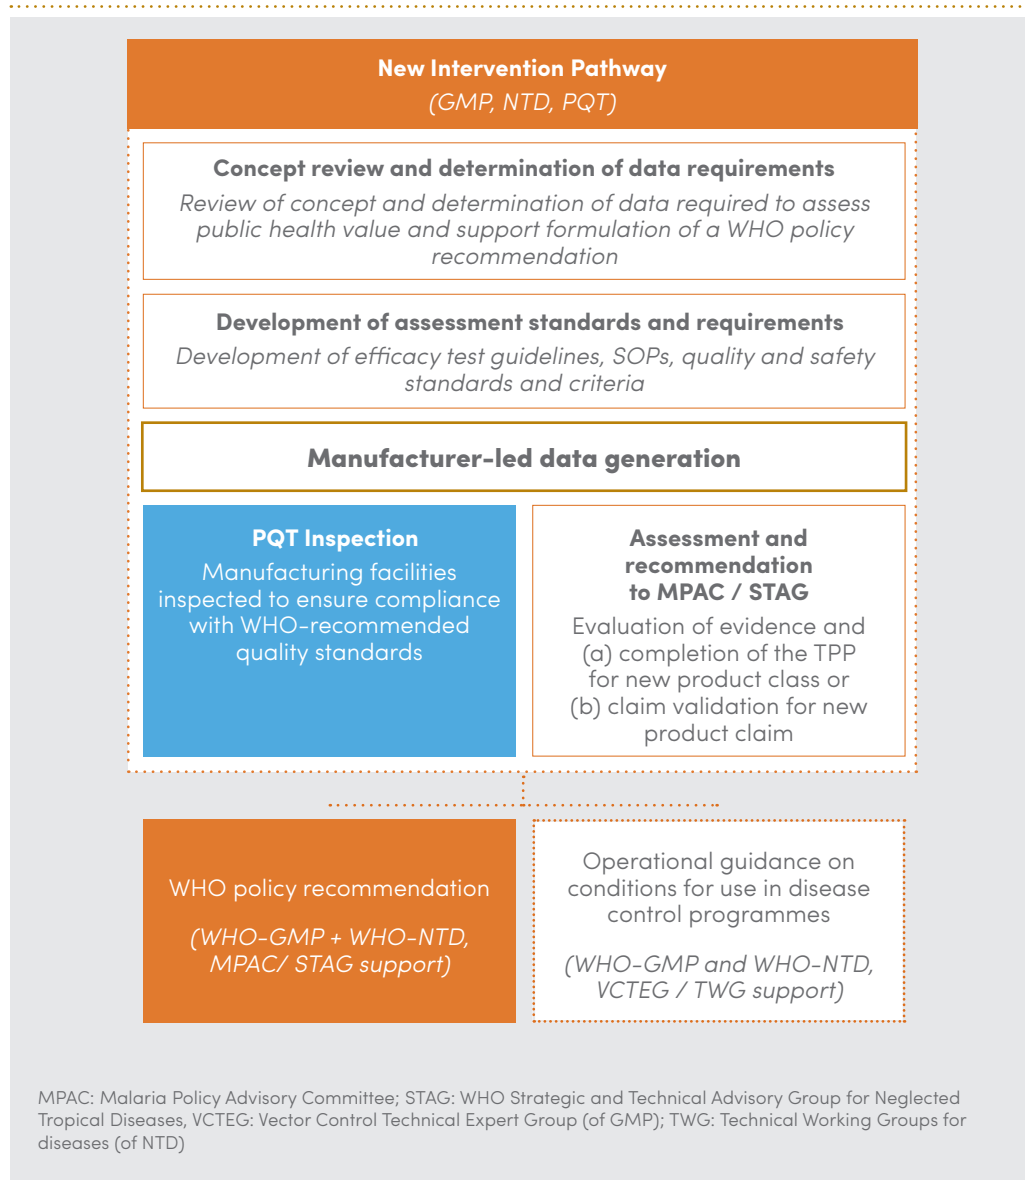 New Intervention Pathway
(GMP, NTD, PQT)
Concept review and determination of data requirements
Review of concept and determination of data required to assess
public health value and support formulation of a WHO policy
recommendation
Development of assessment standards and requirements
Development of efficacy test guidelines, SOPs, quality and safety
standards and criteria
Manufacturer-led data generation
PQT Inspection
Manufacturing facilities
inspected to ensure compliance
with WHO-recommended
quality standards
Assessment and
recommendation
to MPAC / STAG
Evaluation of evidence and
(a) completion of the TPP
for new product class or
(b) claim validation for new
product claim
WHO policy recommendation
(WHO-GMP + WHO-NTD,
MPAC/ STAG support)
Operational guidance on
conditions for use in disease
control programmes
(WHO-GMP and WHO-NTD,
VCTEG / TWG support)
MPAC: Malaria Policy Advisory Committee; STAG: WHO Strategic and Technical Advisory Group for Neglected
Tropical Diseases, VCTEG: Vector Control Technical Expert Group (of GMP); TWG: Technical Working Groups for
diseases (of NTD)